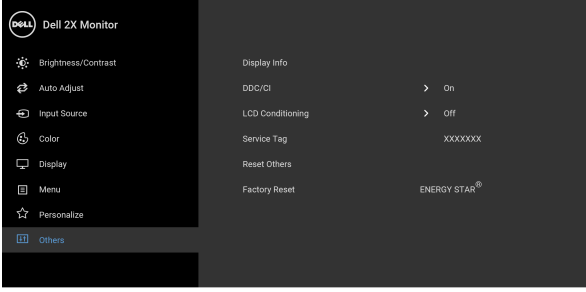 DELL Dell 2X Monitor
Brightness/Contrast
Auto Adjust
Input Source
Color
Display
Menu
Personalize
Others
Display Info
DDC/CI > On
LCD Conditioning > Off
Service Tag XXXXXXX
Reset Others
Factory Reset ENERGY STAR®